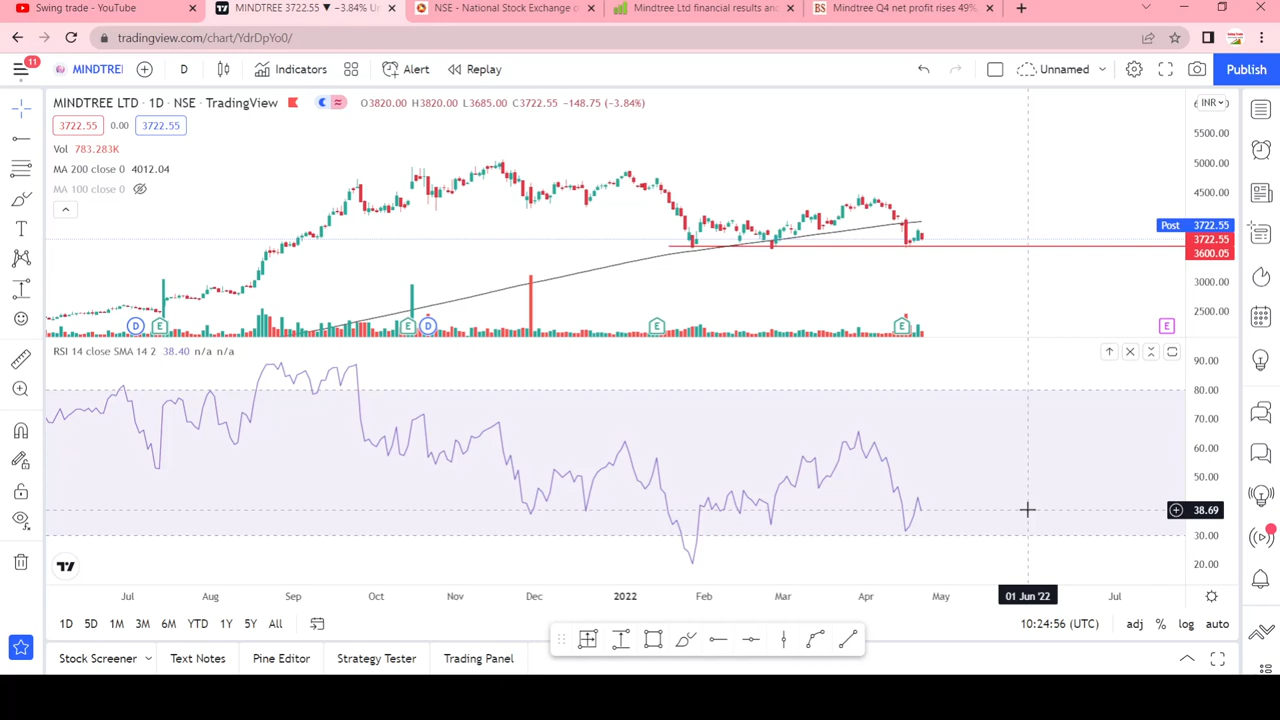 Swing trade - YouTube
MINDTREE 3722.55 ▼ −3.84% Un
NSE - National Stock Exchange o
Mindtree Ltd financial results and
BS Mindtree Q4 net profit rises 49%
tradingview.com/chart/YdrDpYo0/
11
MINDTREE
D
Indicators
Alert
Replay
Unnamed
Publish
MINDTREE LTD · 1D · NSE · TradingView
O3820.00 H3820.00 L3685.00 C3722.55 −148.75 (−3.84%)
INR
3722.55 0.00 3722.55
Vol 783.283K
MA 200 close 0 4012.04
MA 100 close 0
5500.00
5000.00
4500.00
Post 3722.55
3722.55
3600.05
3000.00
2500.00
D E E D E E E
RSI 14 close SMA 14 2 38.40 n/a n/a
90.00
80.00
70.00
60.00
50.00
38.69
30.00
20.00
Jul Aug Sep Oct Nov Dec 2022 Feb Mar Apr May 01 Jun '22 Jul
1D 5D 1M 3M 6M YTD 1Y 5Y All
10:24:56 (UTC) adj % log auto
Stock Screener Text Notes Pine Editor Strategy Tester Trading Panel